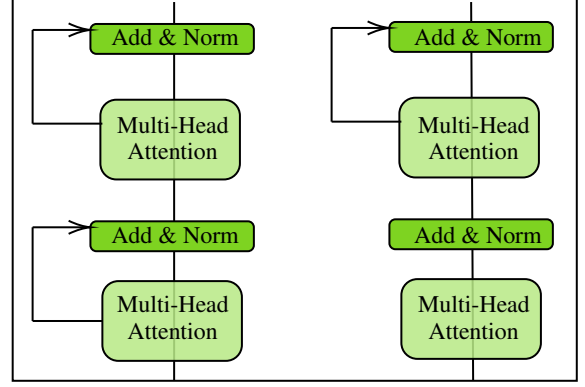 Add & Norm
Multi-Head
Attention
Add & Norm
Multi-Head
Attention
Add & Norm
Multi-Head
Attention
Add & Norm
Multi-Head
Attention